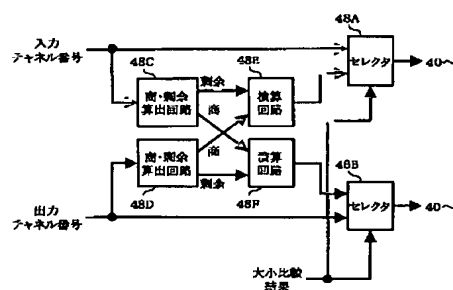 48A
入力
チャネル番号
48C
剰余
48E
セレクタ
40へ
商・剰余
算出回路
商
積算
回路
商・剰余
算出回路
商
積算
回路
48B
セレクタ
40へ
48D
剰余
48F
出力
チャネル番号
大小比較
結果